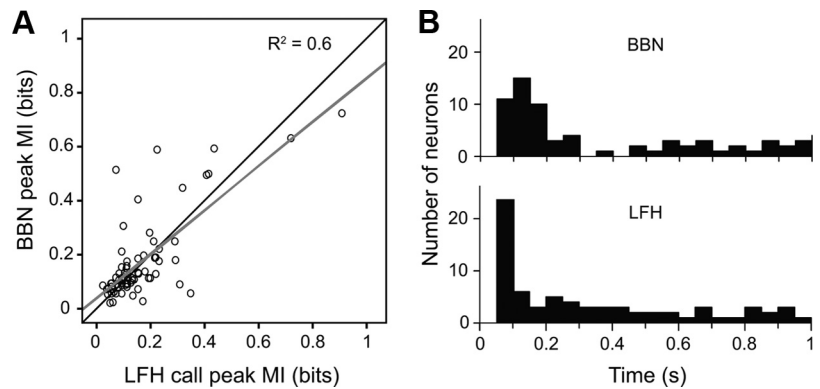 A
R² = 0.6
1
0.8
0.6
0.4
0.2
0
BBN peak MI (bits)
0 0.2 0.4 0.6 0.8 1
LFH call peak MI (bits)
B
BBN
20
10
0
LFH
20
10
0
Number of neurons
0 0.2 0.4 0.6 0.8 1
Time (s)